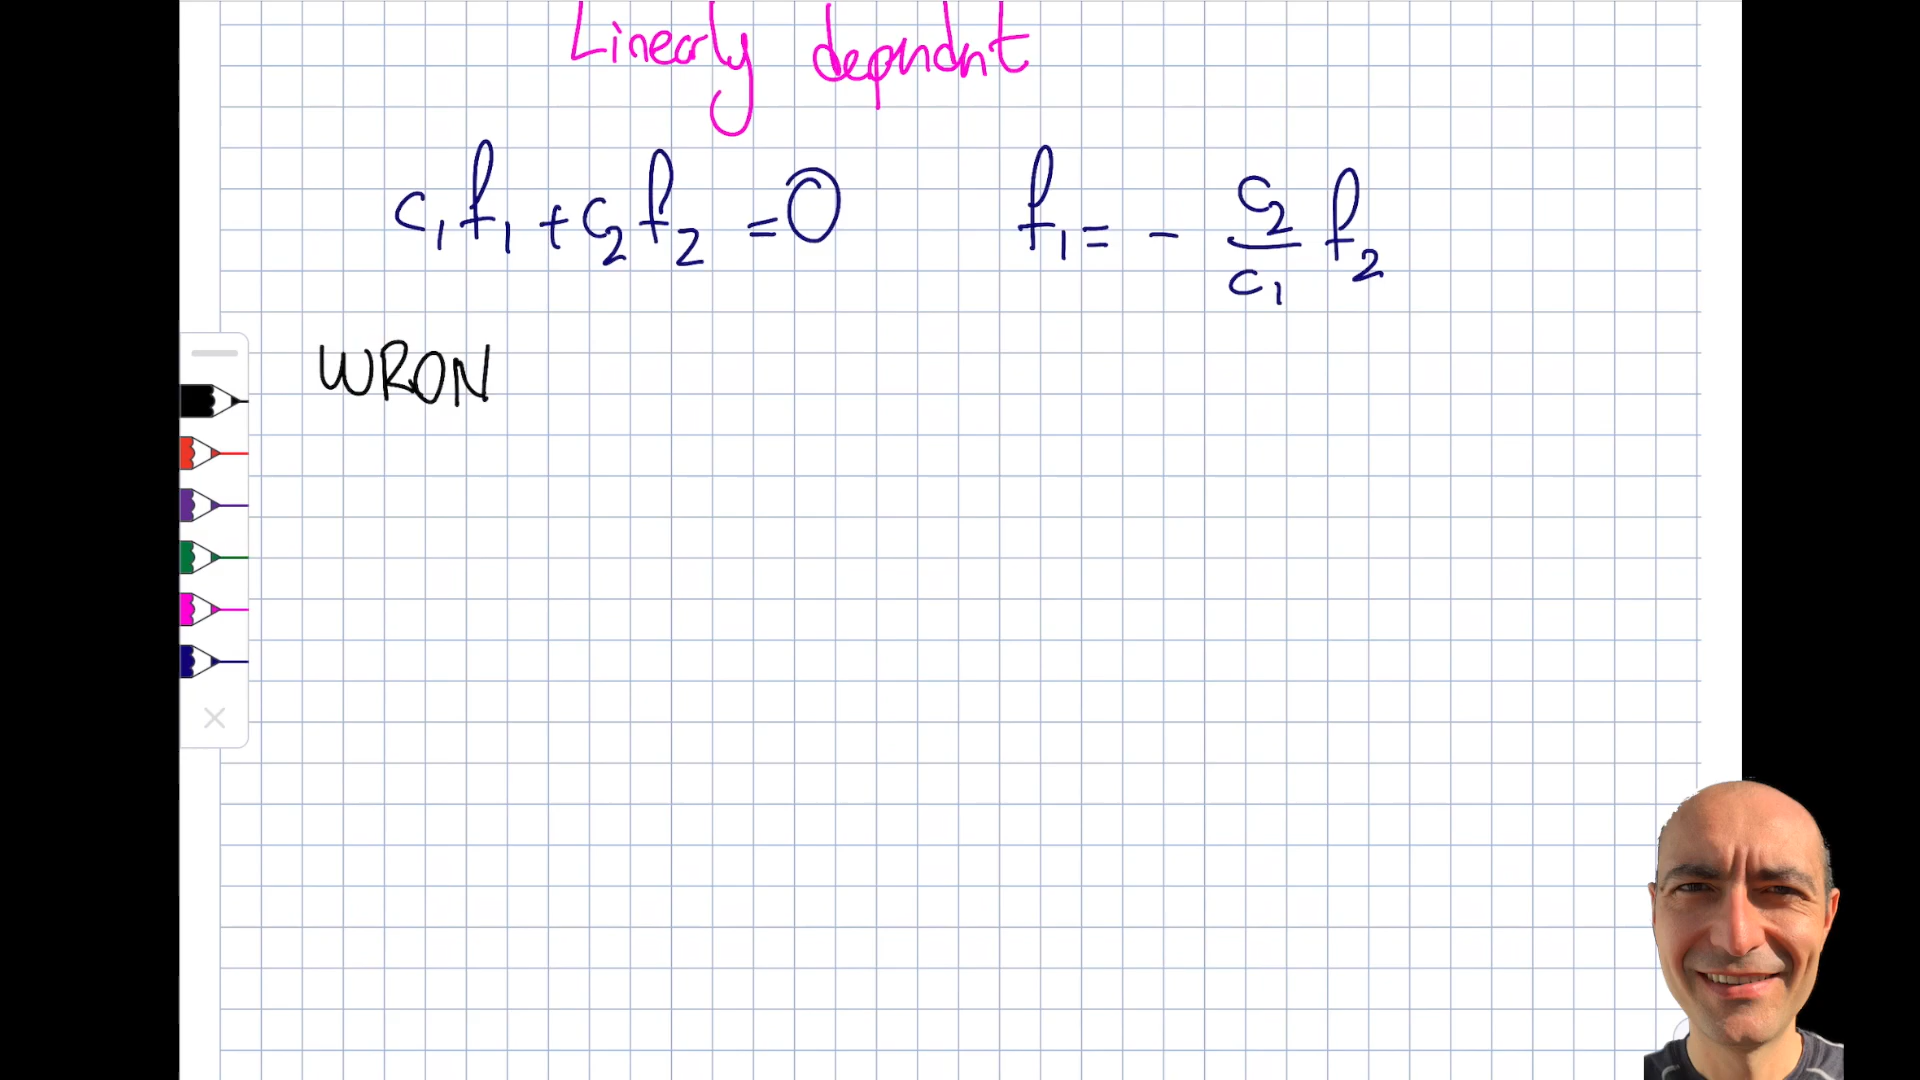 Linearly dependent
c₁f₁ + c₂f₂ = 0 f₁ = - c₂/c₁ f₂
WRON